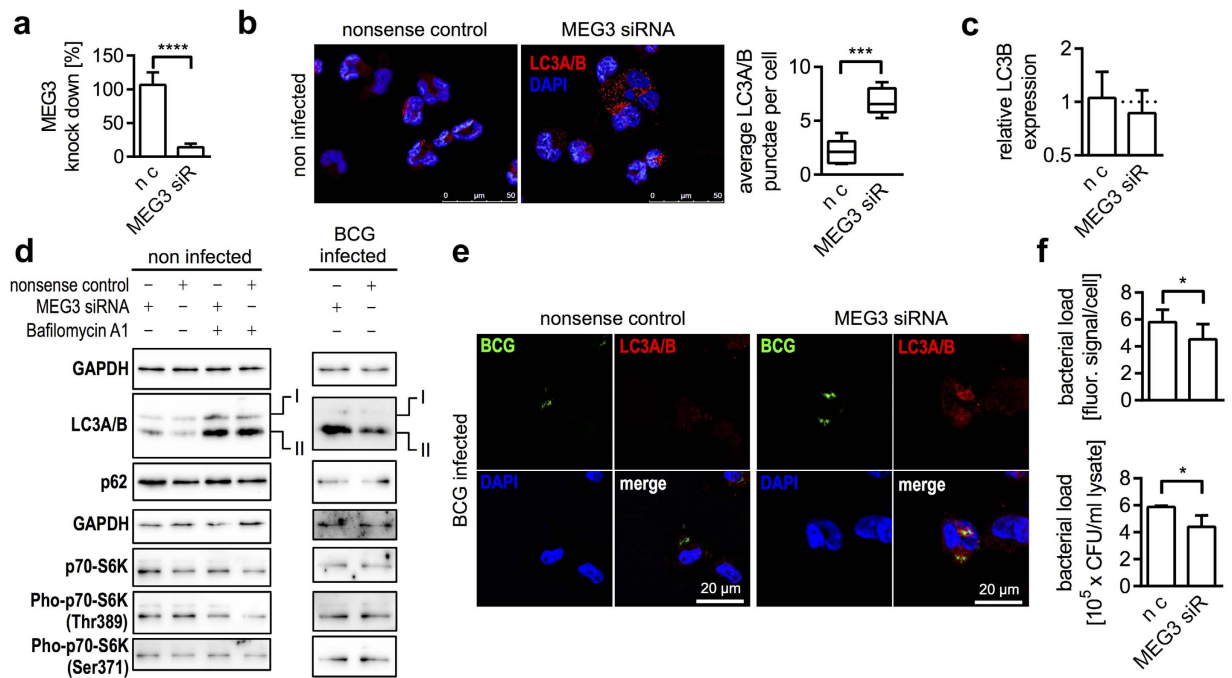 a
MEG3
knock down [%]
150
100
50
0
****
n c
MEG3 siR
b
nonsense control
MEG3 siRNA
non infected
LC3A/B
DAPI
0 µm 50
0 µm 50
average LC3A/B
punctae per cell
10
5
0
***
n c
MEG3 siR
c
relative LC3B
expression
2
1
0.5
n c
MEG3 siR
d
non infected
BCG
infected
nonsense control – + – + – +
MEG3 siRNA + – + – + –
Bafilomycin A1 – – + + – –
GAPDH
LC3A/B
I
II
I
II
p62
GAPDH
p70-S6K
Pho-p70-S6K
(Thr389)
Pho-p70-S6K
(Ser371)
e
nonsense control
MEG3 siRNA
BCG infected
BCG
LC3A/B
BCG
LC3A/B
DAPI
merge
DAPI
merge
20 µm
20 µm
f
bacterial load
[fluor. signal/cell]
8
6
4
2
0
*
bacterial load
[10⁵ x CFU/ml lysate]
8
6
4
2
0
*
n c
MEG3 siR